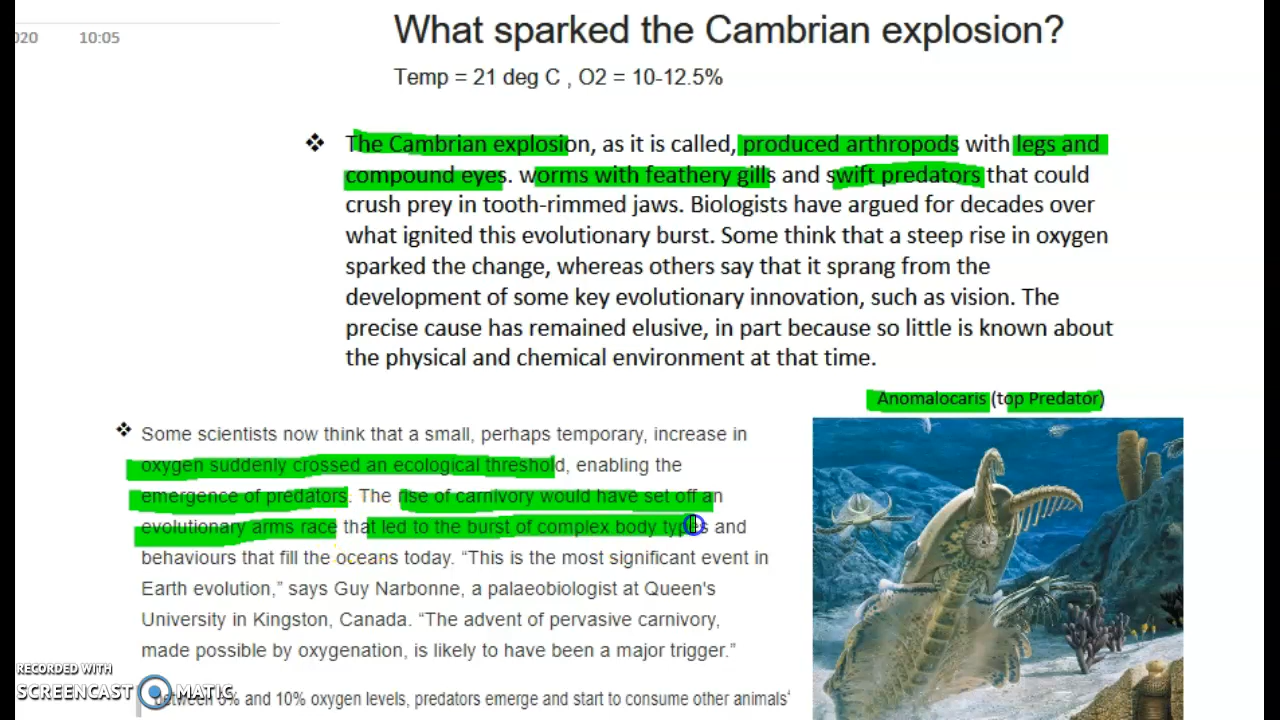 What sparked the Cambrian explosion?
020 10:05
Temp = 21 deg C , O2 = 10-12.5%
❖ The Cambrian explosion, as it is called, produced arthropods with legs and
compound eyes. worms with feathery gills and swift predators that could
crush prey in tooth-rimmed jaws. Biologists have argued for decades over
what ignited this evolutionary burst. Some think that a steep rise in oxygen
sparked the change, whereas others say that it sprang from the
development of some key evolutionary innovation, such as vision. The
precise cause has remained elusive, in part because so little is known about
the physical and chemical environment at that time.
Anomalocaris (top Predator)
❖ Some scientists now think that a small, perhaps temporary, increase in
oxygen suddenly crossed an ecological threshold, enabling the
emergence of predators. The rise of carnivory would have set off an
evolutionary arms race that led to the burst of complex body types and
behaviours that fill the oceans today. “This is the most significant event in
Earth evolution,” says Guy Narbonne, a palaeobiologist at Queen's
University in Kingston, Canada. “The advent of pervasive carnivory,
made possible by oxygenation, is likely to have been a major trigger.”
RECORDED WITH
SCREENCAST MATIC
and 10% oxygen levels, predators emerge and start to consume other animals'